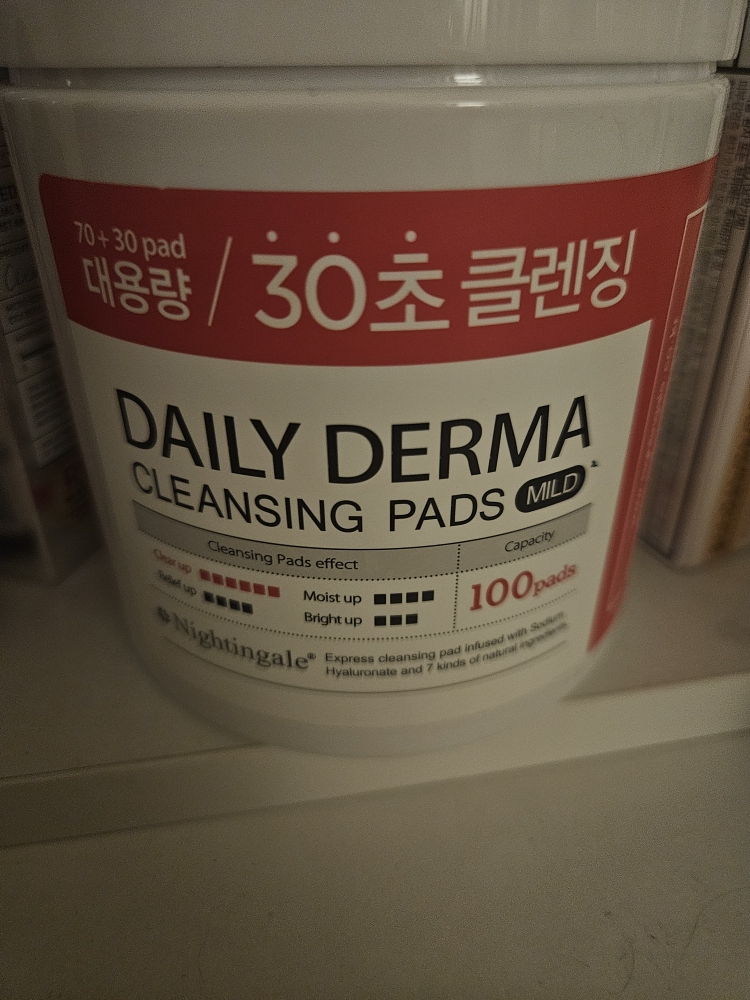 70+30 pad
대용량 / 30초 클렌징
DAILY DERMA
CLEANSING PADS MILD
Cleansing Pads effect
Capacity
Clear up
Relief up
Moist up
Bright up
100pads
Nightingale®
Express cleansing pad infused with Sodium
Hyaluronate and 7 kinds of natural ingredients.